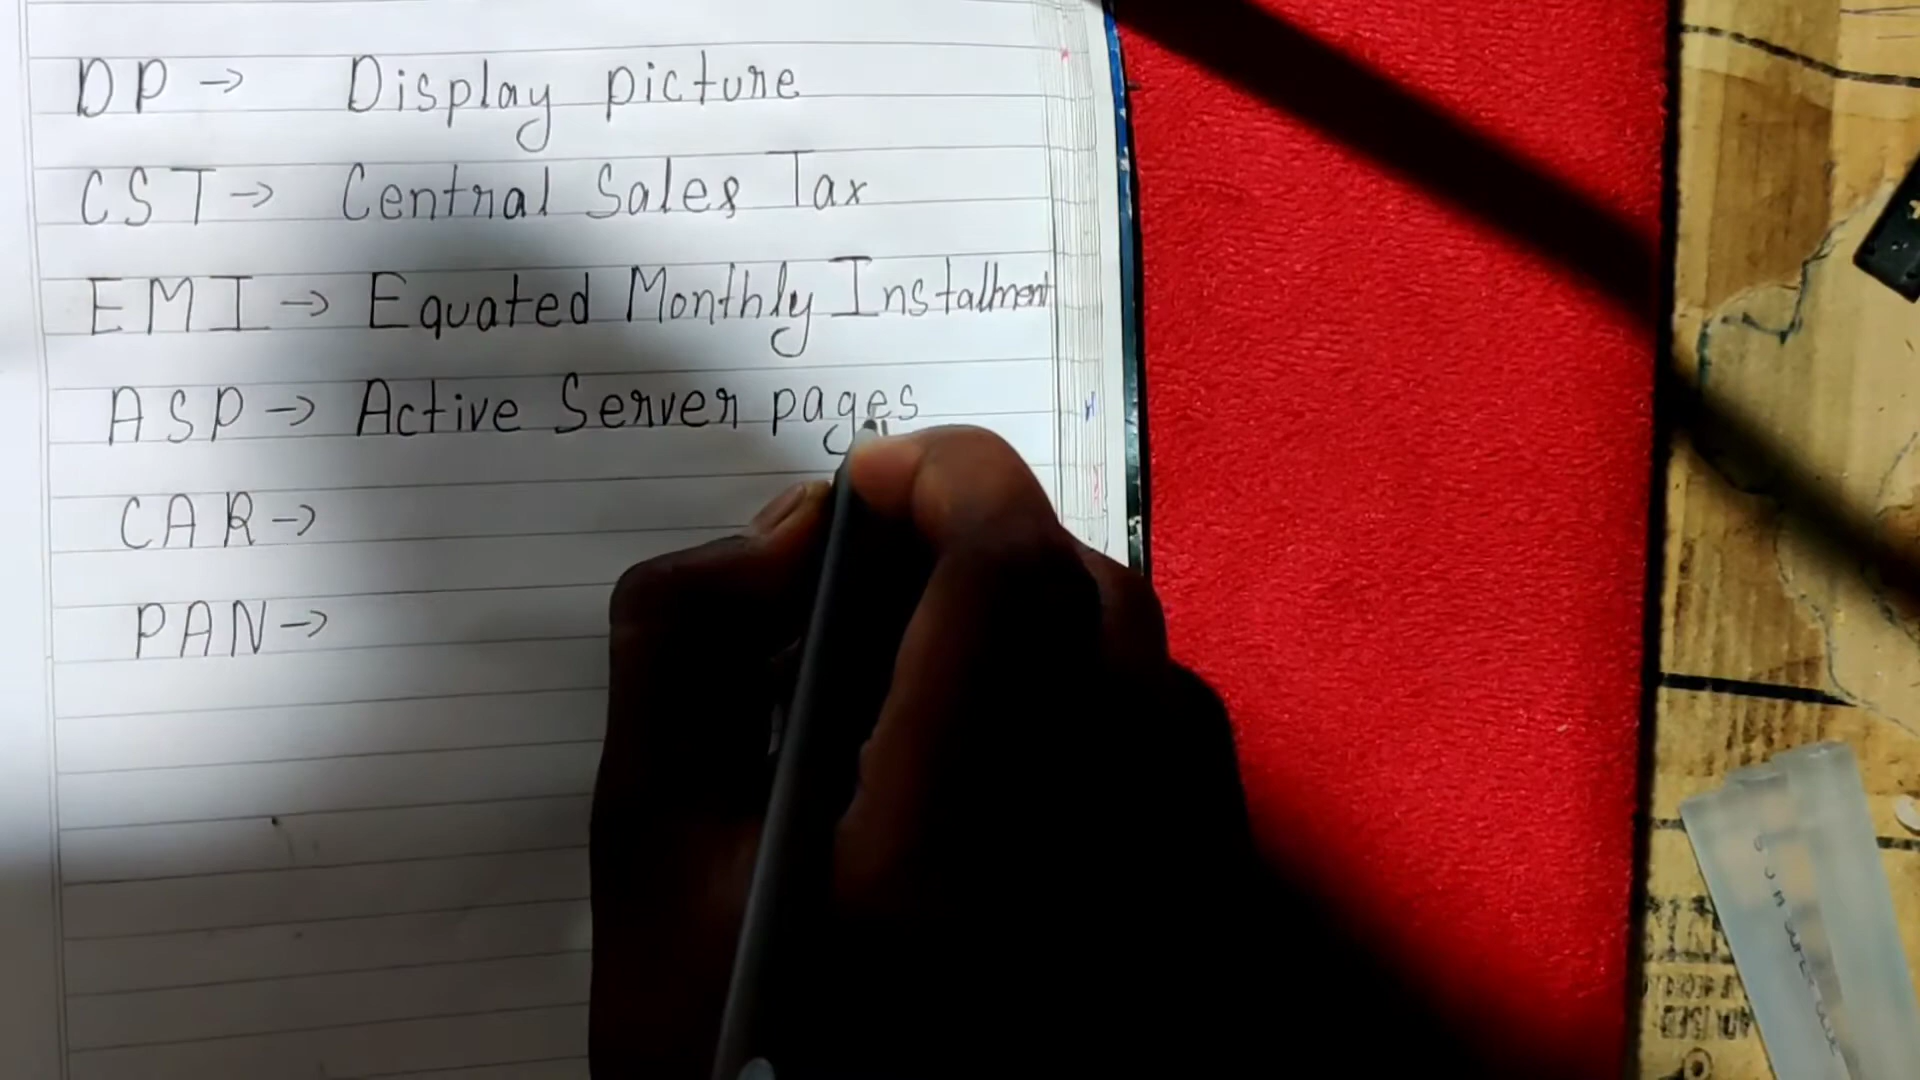 DP → Display picture
CST → Central Sales Tax
EMI → Equated Monthly Installment
ASP → Active Server pages
CAR →
PAN →